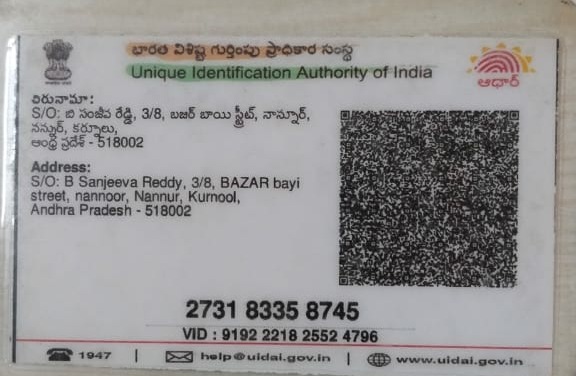 భారత విశిష్ట గుర్తింపు ప్రాధికార సంస్థ
Unique Identification Authority of India
ఆధార్
చిరునామా:
S/O: బి సంజీవ రెడ్డి, 3/8, బజర్ బాయి స్ట్రీట్, నాన్నూర్,
నన్నుర్, కర్నూలు,
ఆంధ్ర ప్రదేశ్ - 518002
Address:
S/O: B Sanjeeva Reddy, 3/8, BAZAR bayi
street, nannoor, Nannur, Kurnool,
Andhra Pradesh - 518002
2731 8335 8745
VID : 9192 2218 2552 4796
1947 | help@uidai.gov.in | www.uidai.gov.in